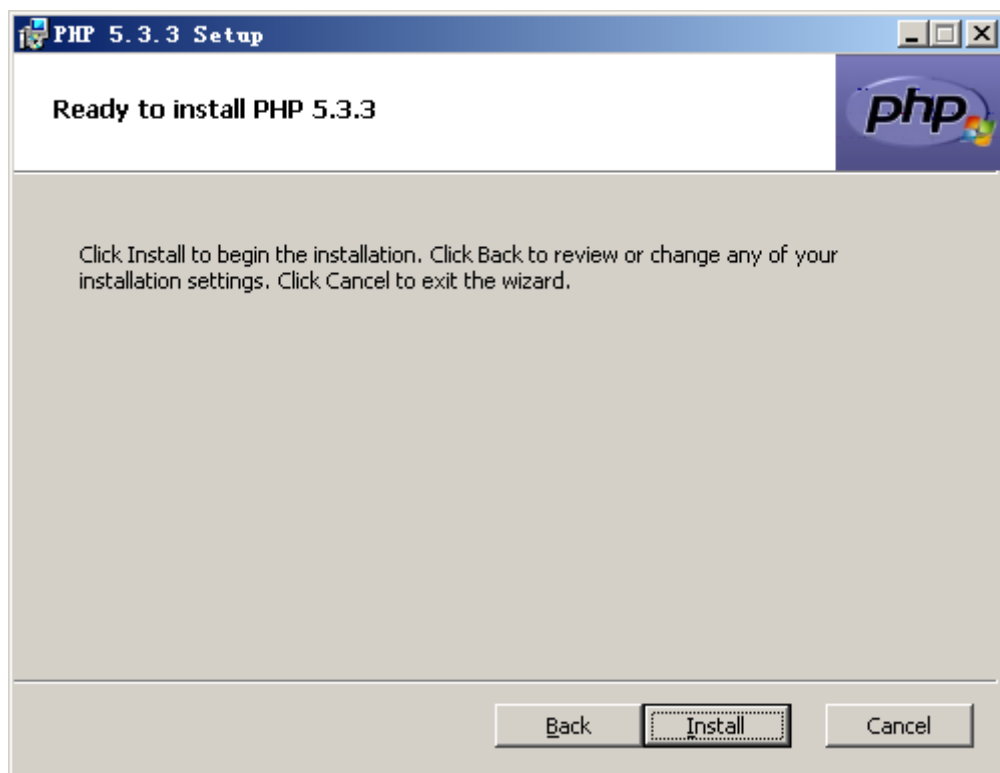 PHP 5.3.3 Setup
Ready to install PHP 5.3.3
php
Click Install to begin the installation. Click Back to review or change any of your
installation settings. Click Cancel to exit the wizard.
Back Install Cancel